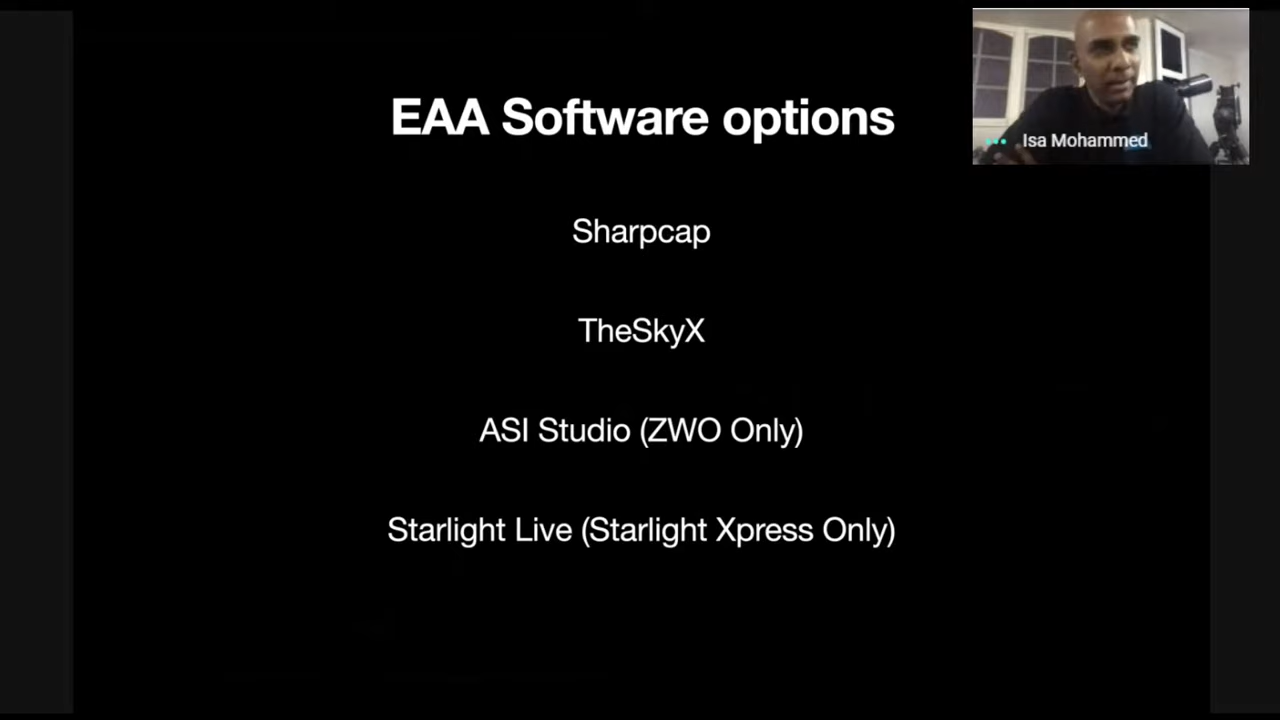 EAA Software options
Isa Mohammed
Sharpcap
TheSkyX
ASI Studio (ZWO Only)
Starlight Live (Starlight Xpress Only)